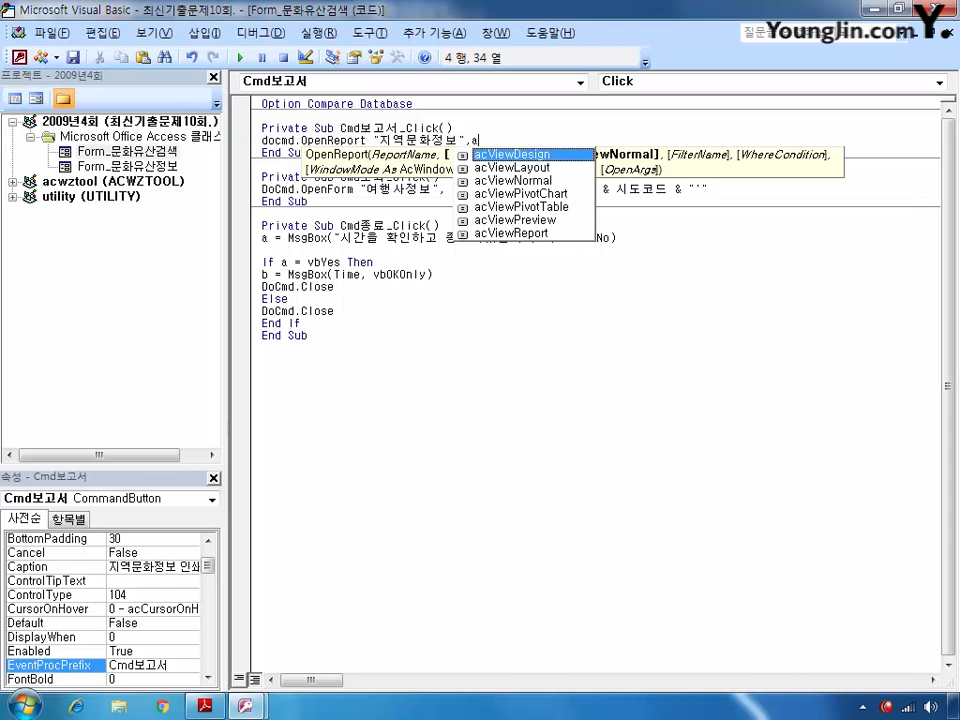 Microsoft Visual Basic - 최신기출문제10회. - [Form_문화유산검색 (코드)]
Younglin.com Y.
파일(F) 편집(E) 보기(V) 삽입(I) 디버그(D) 실행(R) 도구(T) 추가 기능(A) 창(W) 도움말(H)
4 행, 34 열
프로젝트 - 2009년4회
2009년4회 (최신기출문제10회.)
Microsoft Office Access 클래스
Form_문화유산검색
Form_문화유산정보
acwztool (ACWZTOOL)
utility (UTILITY)
Cmd보고서 Click
Option Compare Database
Private Sub Cmd보고서_Click()
docmd.OpenReport "지역문화정보",a
End Su
OpenReport(ReportName, [
wNormal], [FilterName], [WhereCondition],
[WindowMode As AcWindow
[OpenArgs])
acViewDesign
acViewLayout
acViewNormal
acViewPivotChart
acViewPivotTable
acViewPreview
acViewReport
DoCmd.OpenForm "여행사정보",
& 시도코드 & "'"
End Sub
Private Sub Cmd종료_Click()
a = MsgBox("시간을 확인하고
No)
If a = vbYes Then
b = MsgBox(Time, vbOKOnly)
DoCmd.Close
Else
DoCmd.Close
End If
End Sub
속성 - Cmd보고서
Cmd보고서 CommandButton
사전순 항목별
BottomPadding 30
Cancel False
Caption 지역문화정보 인쇄
ControlTipText
ControlType 104
CursorOnHover 0 - acCursorOnH
Default False
DisplayWhen 0
Enabled True
EventProcPrefix Cmd보고서
FontBold 0